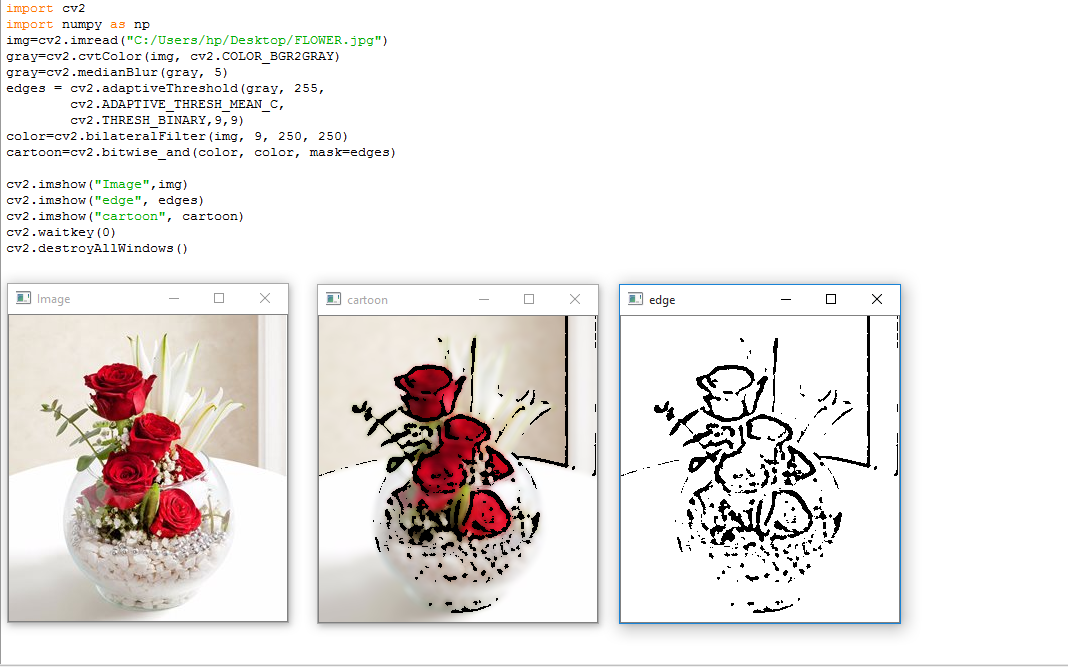 import cv2
import numpy as np
img=cv2.imread("C:/Users/hp/Desktop/FLOWER.jpg")
gray=cv2.cvtColor(img, cv2.COLOR_BGR2GRAY)
gray=cv2.medianBlur(gray, 5)
edges = cv2.adaptiveThreshold(gray, 255,
        cv2.ADAPTIVE_THRESH_MEAN_C,
        cv2.THRESH_BINARY,9,9)
color=cv2.bilateralFilter(img, 9, 250, 250)
cartoon=cv2.bitwise_and(color, color, mask=edges)

cv2.imshow("Image",img)
cv2.imshow("edge", edges)
cv2.imshow("cartoon", cartoon)
cv2.waitkey(0)
cv2.destroyAllWindows()
Image
cartoon
edge